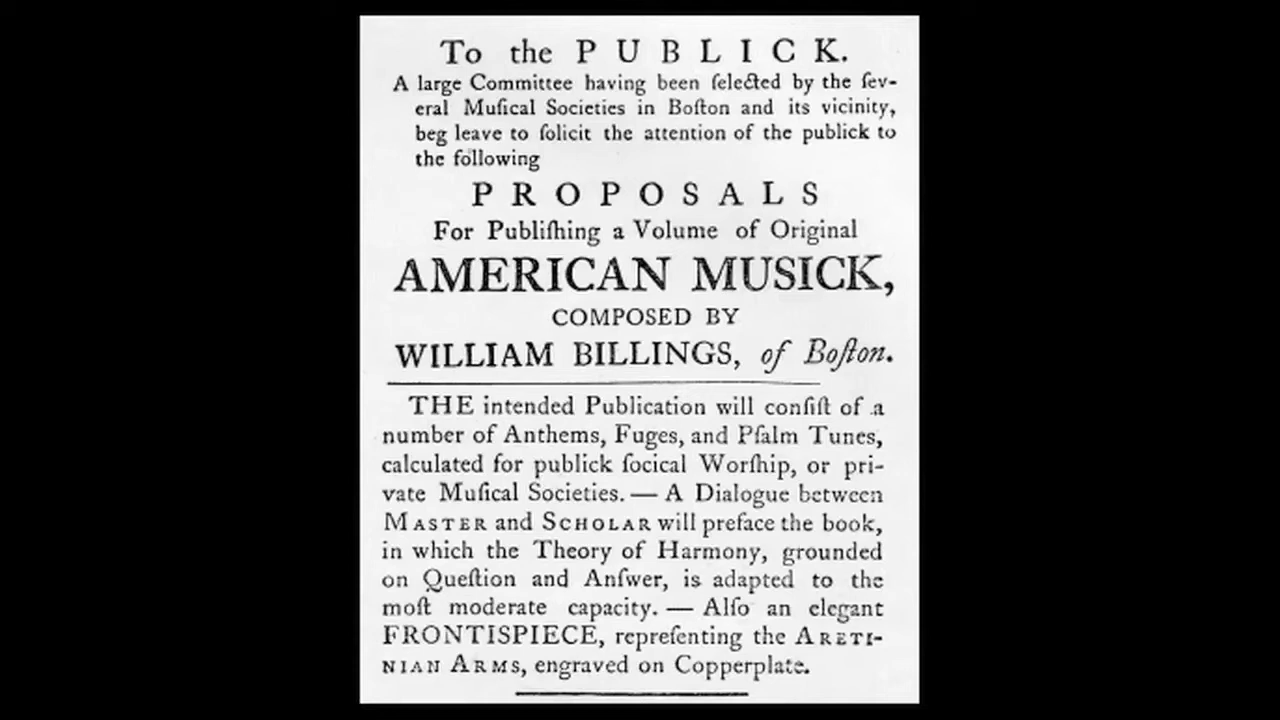 To the PUBLICK.
A large Committee having been ſelected by the ſev-
eral Muſical Societies in Boſton and its vicinity,
beg leave to ſolicit the attention of the publick to
the following
PROPOSALS
For Publiſhing a Volume of Original
AMERICAN MUSICK,
COMPOSED BY
WILLIAM BILLINGS, of Boſton.
THE intended Publication will conſiſt of a
number of Anthems, Fuges, and Pſalm Tunes,
calculated for publick ſocical Worſhip, or pri-
vate Muſical Societies. — A Dialogue between
MASTER and SCHOLAR will preface the book,
in which the Theory of Harmony, grounded
on Queſtion and Anſwer, is adapted to the
moſt moderate capacity. — Alſo an elegant
FRONTISPIECE, repreſenting the ARETI-
NIAN ARMS, engraved on Copperplate.